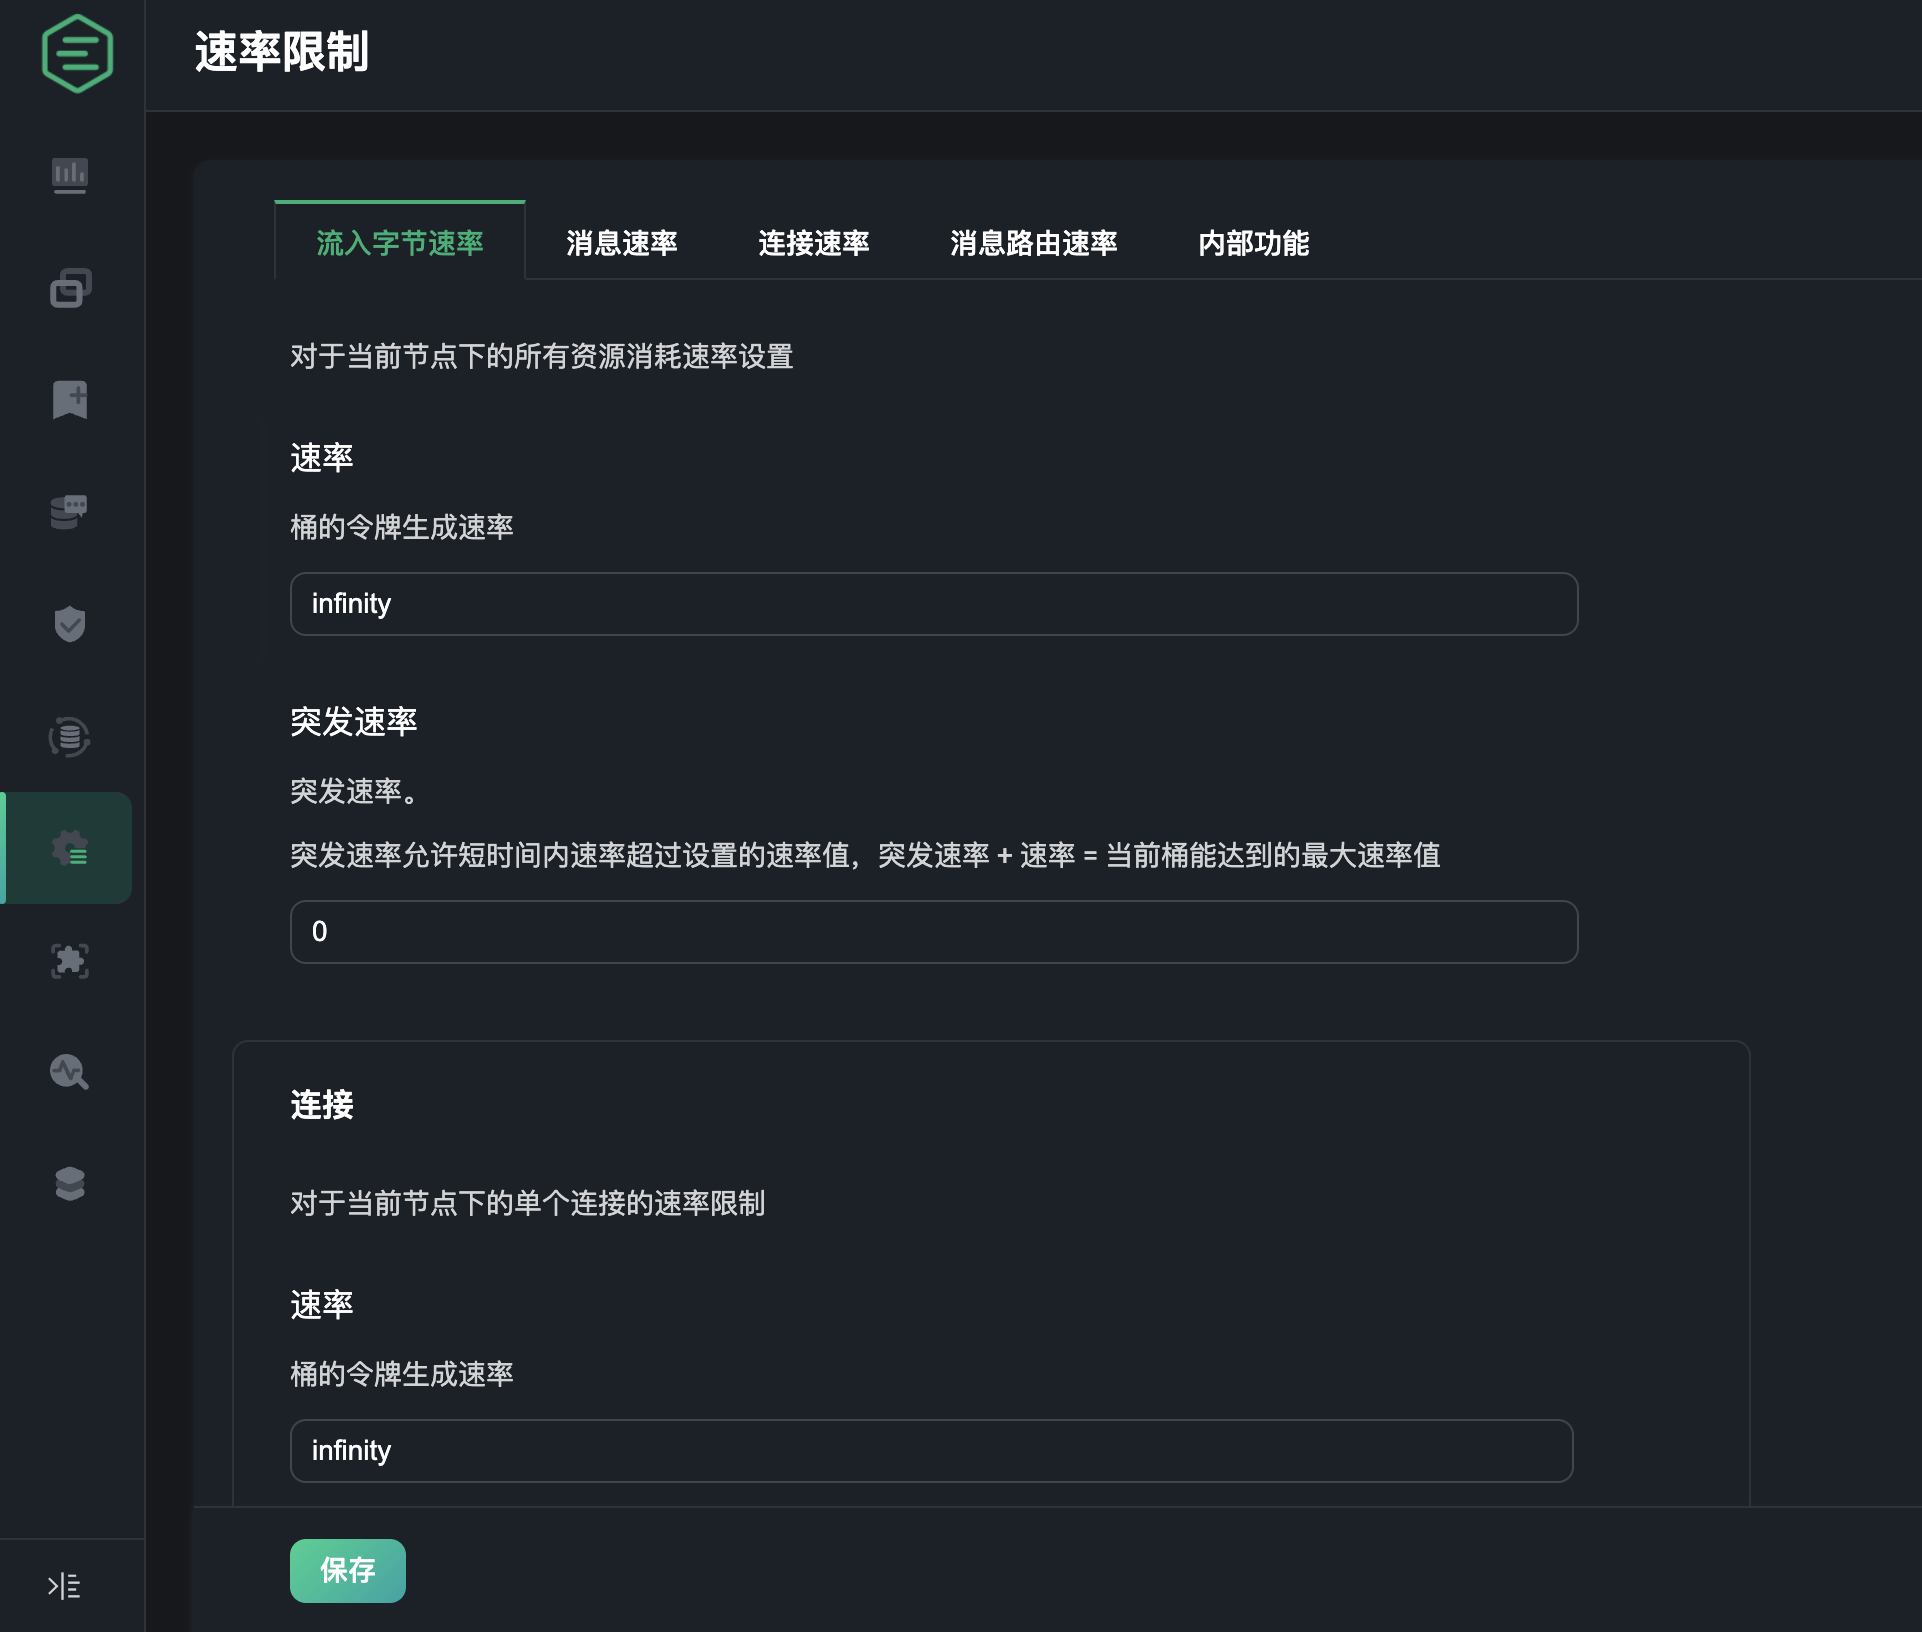 速率限制
流入字节速率
消息速率
连接速率
消息路由速率
内部功能
对于当前节点下的所有资源消耗速率设置
速率
桶的令牌生成速率
infinity
突发速率
突发速率。
突发速率允许短时间内速率超过设置的速率值，突发速率 + 速率 = 当前桶能达到的最大速率值
0
连接
对于当前节点下的单个连接的速率限制
速率
桶的令牌生成速率
infinity
保存